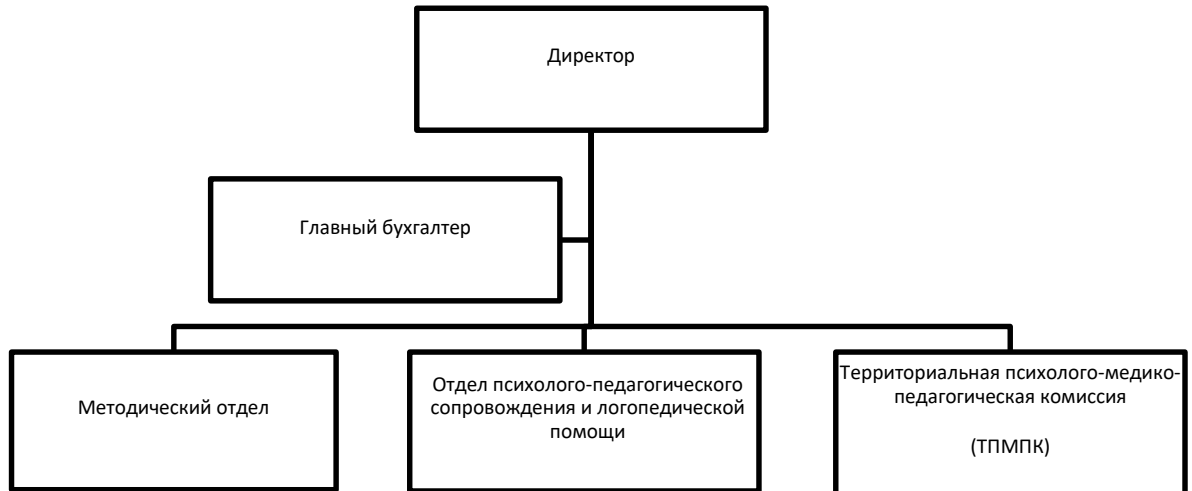 Директор
Главный бухгалтер
Методический отдел
Отдел психолого-педагогического
сопровождения и логопедической
помощи
Территориальная психолого-медико-
педагогическая комиссия
(ТПМПК)